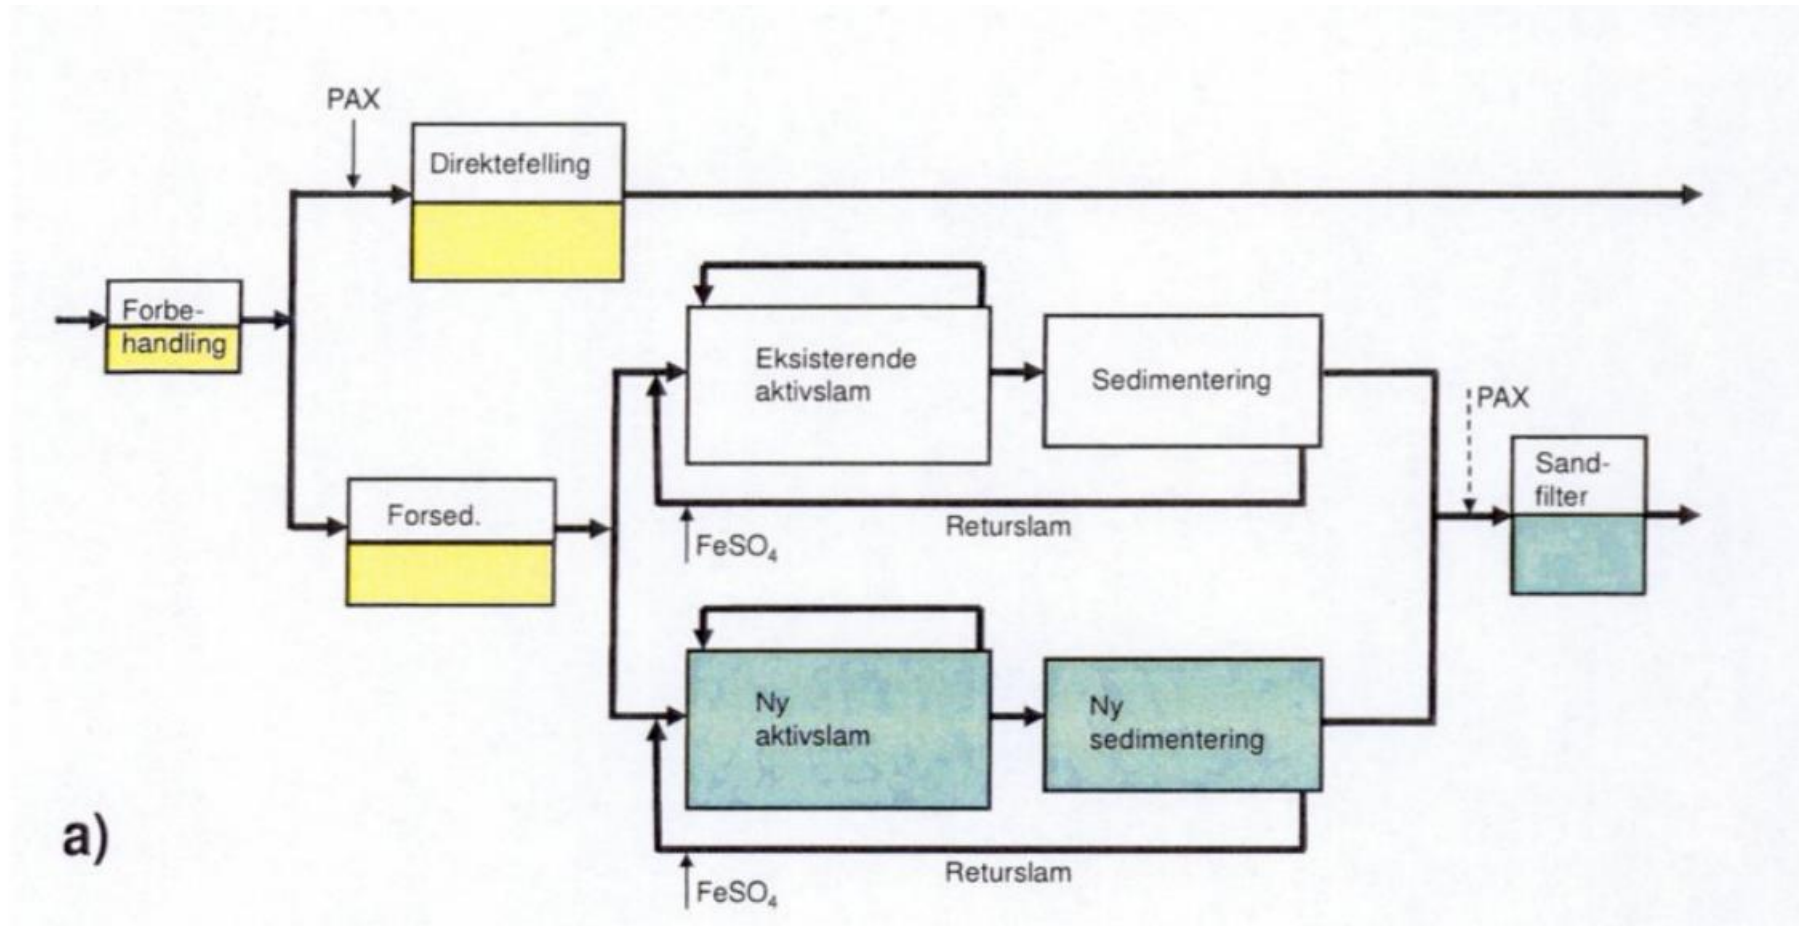 PAX
Direktefelling
Forbe-
handling
Eksisterende
aktivslam
Sedimentering
PAX
Sand-
filter
Forsed.
Returslam
FeSO₄
Ny
aktivslam
Ny
sedimentering
a)
Returslam
FeSO₄